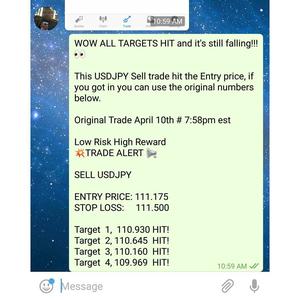 Trade
10:59 AM
WOW ALL TARGETS HIT and it's still falling!!!
👀
This USDJPY Sell trade hit the Entry price, if
you got in you can use the original numbers
below.
Original Trade April 10th # 7:58pm est
Low Risk High Reward
💥TRADE ALERT 📢
SELL USDJPY
ENTRY PRICE: 111.175
STOP LOSS: 111.500
Target 1, 110.930 HIT!
Target 2, 110.645 HIT!
Target 3, 110.160 HIT!
Target 4, 109.969 HIT!
10:59 AM
Message